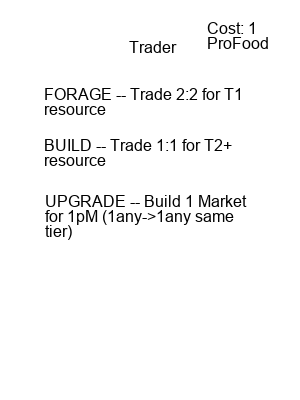 Cost: 1
Trader
ProFood
FORAGE -- Trade 2:2 for T1
resource
BUILD -- Trade 1:1 for T2+
resource
UPGRADE -- Build 1 Market
for 1pM (1any->1any same
tier)